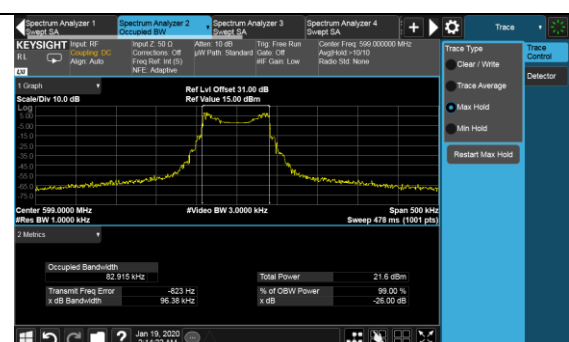 Spectrum Analyzer 1
Swept SA
Spectrum Analyzer 2
Occupied BW
Spectrum Analyzer 3
Swept SA
Spectrum Analyzer 4
Swept SA
+
Trace
KEYSIGHT
RL
LXI
Input: RF
Coupling: DC
Align: Auto
Input Z: 50 Ω
Corrections: Off
Freq Ref: Int (S)
NFE: Adaptive
Atten: 10 dB
µW Path: Standard
Trig: Free Run
Gate: Off
#IF Gain: Low
Center Freq: 599.000000 MHz
Avg|Hold:>10/10
Radio Std: None
Trace Type
Clear / Write
Trace Average
Max Hold
Min Hold
Restart Max Hold
Trace Control
Detector
1 Graph
Scale/Div 10.0 dB
Ref Lvl Offset 31.00 dB
Ref Value 15.00 dBm
Log
5.00
-5.00
-15.0
-25.0
-35.0
-45.0
-55.0
-65.0
-75.0
Center 599.0000 MHz
#Res BW 1.0000 kHz
#Video BW 3.0000 kHz
Span 500 kHz
Sweep 478 ms (1001 pts)
2 Metrics
Occupied Bandwidth
82.915 kHz
Transmit Freq Error -823 Hz
x dB Bandwidth 96.38 kHz
Total Power 21.6 dBm
% of OBW Power 99.00 %
x dB -26.00 dB
?
Jan 19, 2020